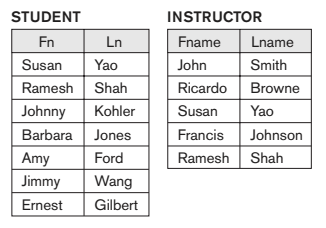 STUDENT
Fn Ln
Susan Yao
Ramesh Shah
Johnny Kohler
Barbara Jones
Amy Ford
Jimmy Wang
Ernest Gilbert
INSTRUCTOR
Fname Lname
John Smith
Ricardo Browne
Susan Yao
Francis Johnson
Ramesh Shah